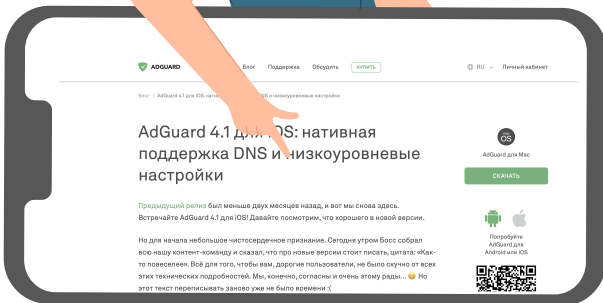 ADGUARD
Блог Поддержка Обсудить КУПИТЬ
RU Личный кабинет
Блог AdGuard 4.1 для iOS: DNS и низкоуровневые настройки
AdGuard 4.1 для iOS: нативная
поддержка DNS и низкоуровневые
настройки
macOS
AdGuard для Mac
СКАЧАТЬ
Предыдущий релиз был меньше двух месяцев назад, и вот мы снова здесь.
Встречайте AdGuard 4.1 для iOS! Давайте посмотрим, что хорошего в новой версии.
Попробуйте
AdGuard для
Android или iOS
Но для начала небольшое чистосердечное признание. Сегодня утром Босс собрал
всю нашу контент-команду и сказал, что про новые версии стоит писать, цитата: «Как-
то повеселее». Всё для того, чтобы вам, дорогие пользователи, не было скучно от всех
этих технических подробностей. Мы, конечно, согласны и очень этому рады... 😅 Но
этот текст переписывать заново уже не было времени :(